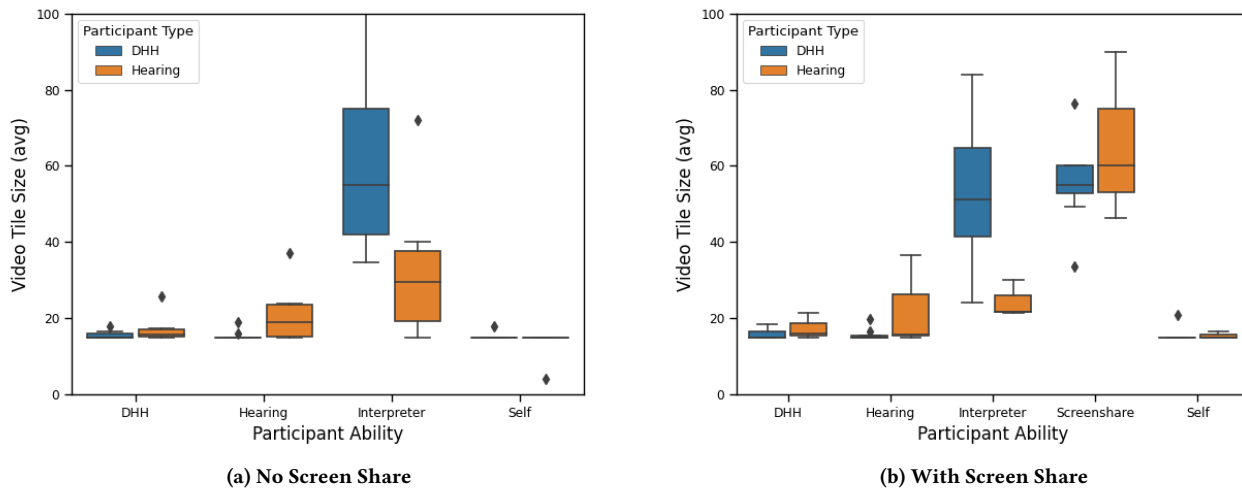 100
80
60
40
20
0
Video Tile Size (avg)
Participant Type
DHH
Hearing
DHH
Hearing
Interpreter
Self
Participant Ability
(a) No Screen Share
100
80
60
40
20
0
Video Tile Size (avg)
Participant Type
DHH
Hearing
DHH
Hearing
Interpreter
Screenshare
Self
Participant Ability
(b) With Screen Share